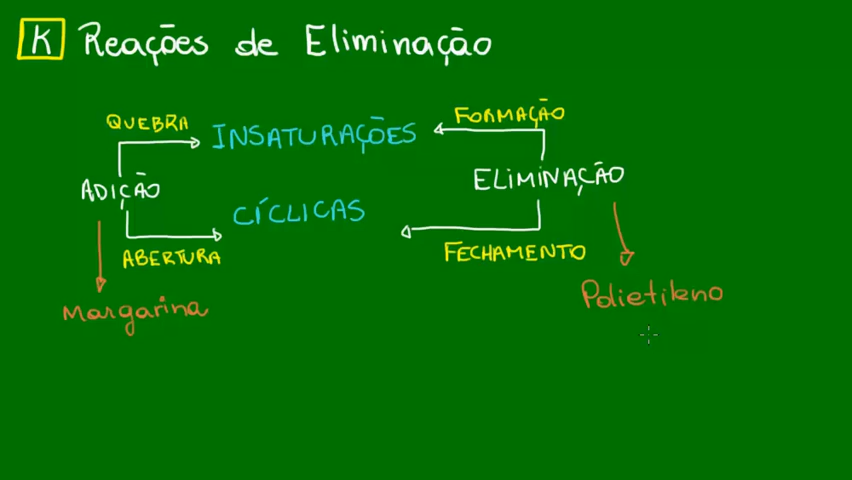 K Reações de Eliminação
QUEBRA INSATURAÇÕES FORMAÇÃO
ADIÇÃO ELIMINAÇÃO
CÍCLICAS
ABERTURA FECHAMENTO
Margarina Polietileno